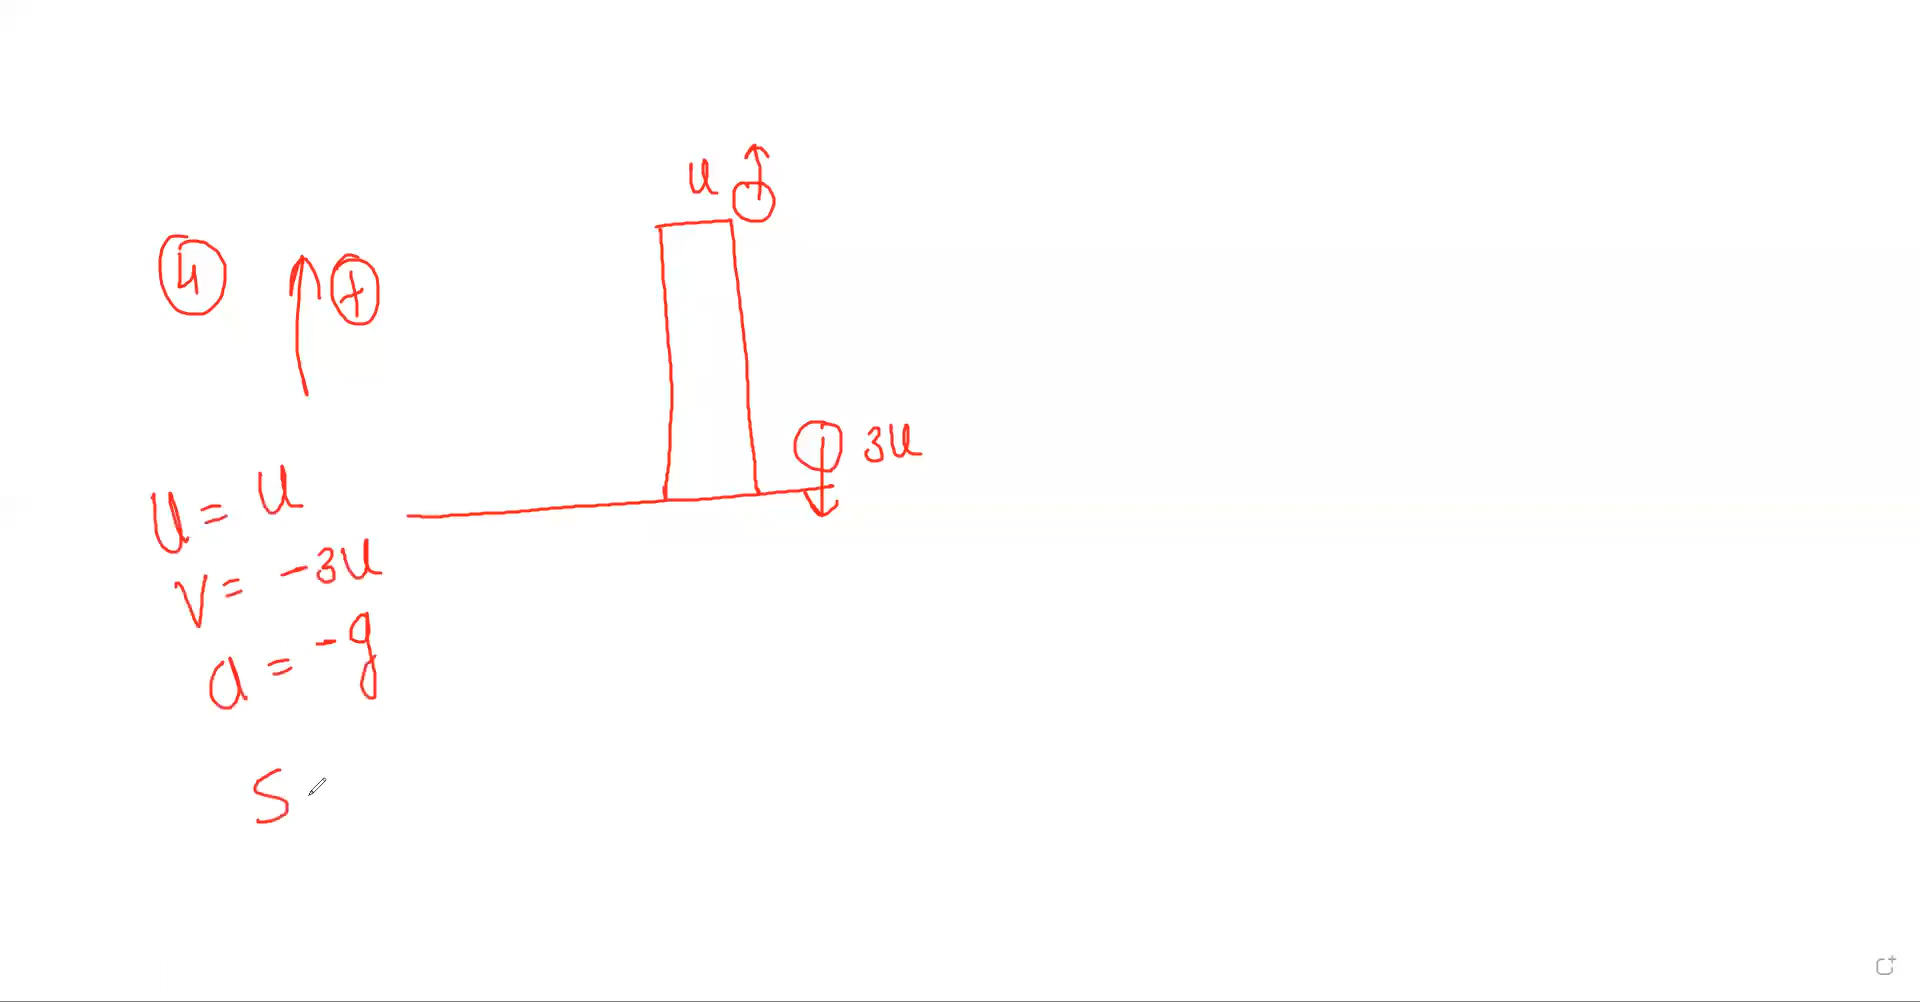 u
4 +
3u
u = u
v = -3u
a = -g
S